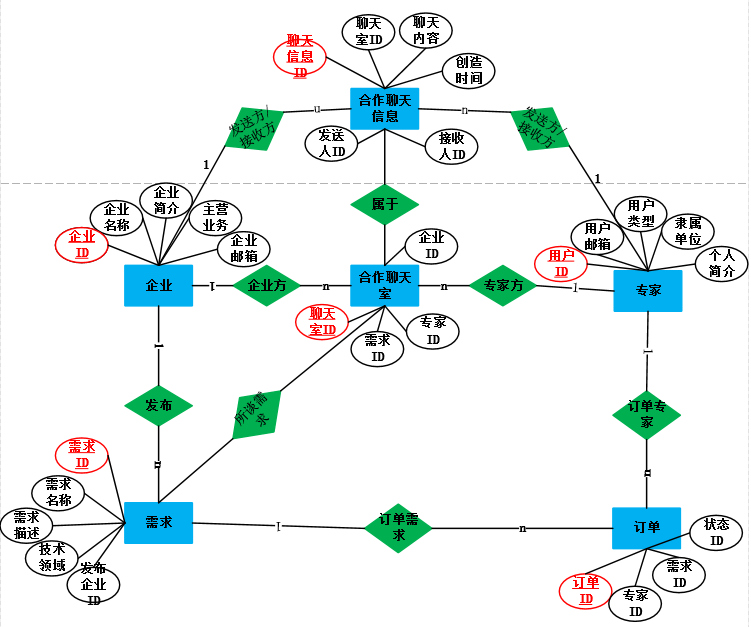 聊天
信息
ID
聊天
室ID
聊天
内容
创造
时间
合作聊天
信息
发送
人ID
接收
人ID
n
n
发送方/
接收方
发送方/
接收方
1
1
属于
企业
ID
企业
名称
企业
简介
主营
业务
企业
邮箱
企业
ID
用户
ID
用户
邮箱
用户
类型
隶属
单位
个人
简介
企业
1
企业方
n
合作聊天
室
n
专家方
1
专家
聊天
室ID
需求
ID
专家
ID
1
1
发布
所谈需
求
订单专
家
n
n
需求
ID
需求
名称
需求
描述
技术
领域
发布
企业
ID
需求
1
订单需
求
n
订单
状态
ID
需求
ID
专家
ID
订单
ID